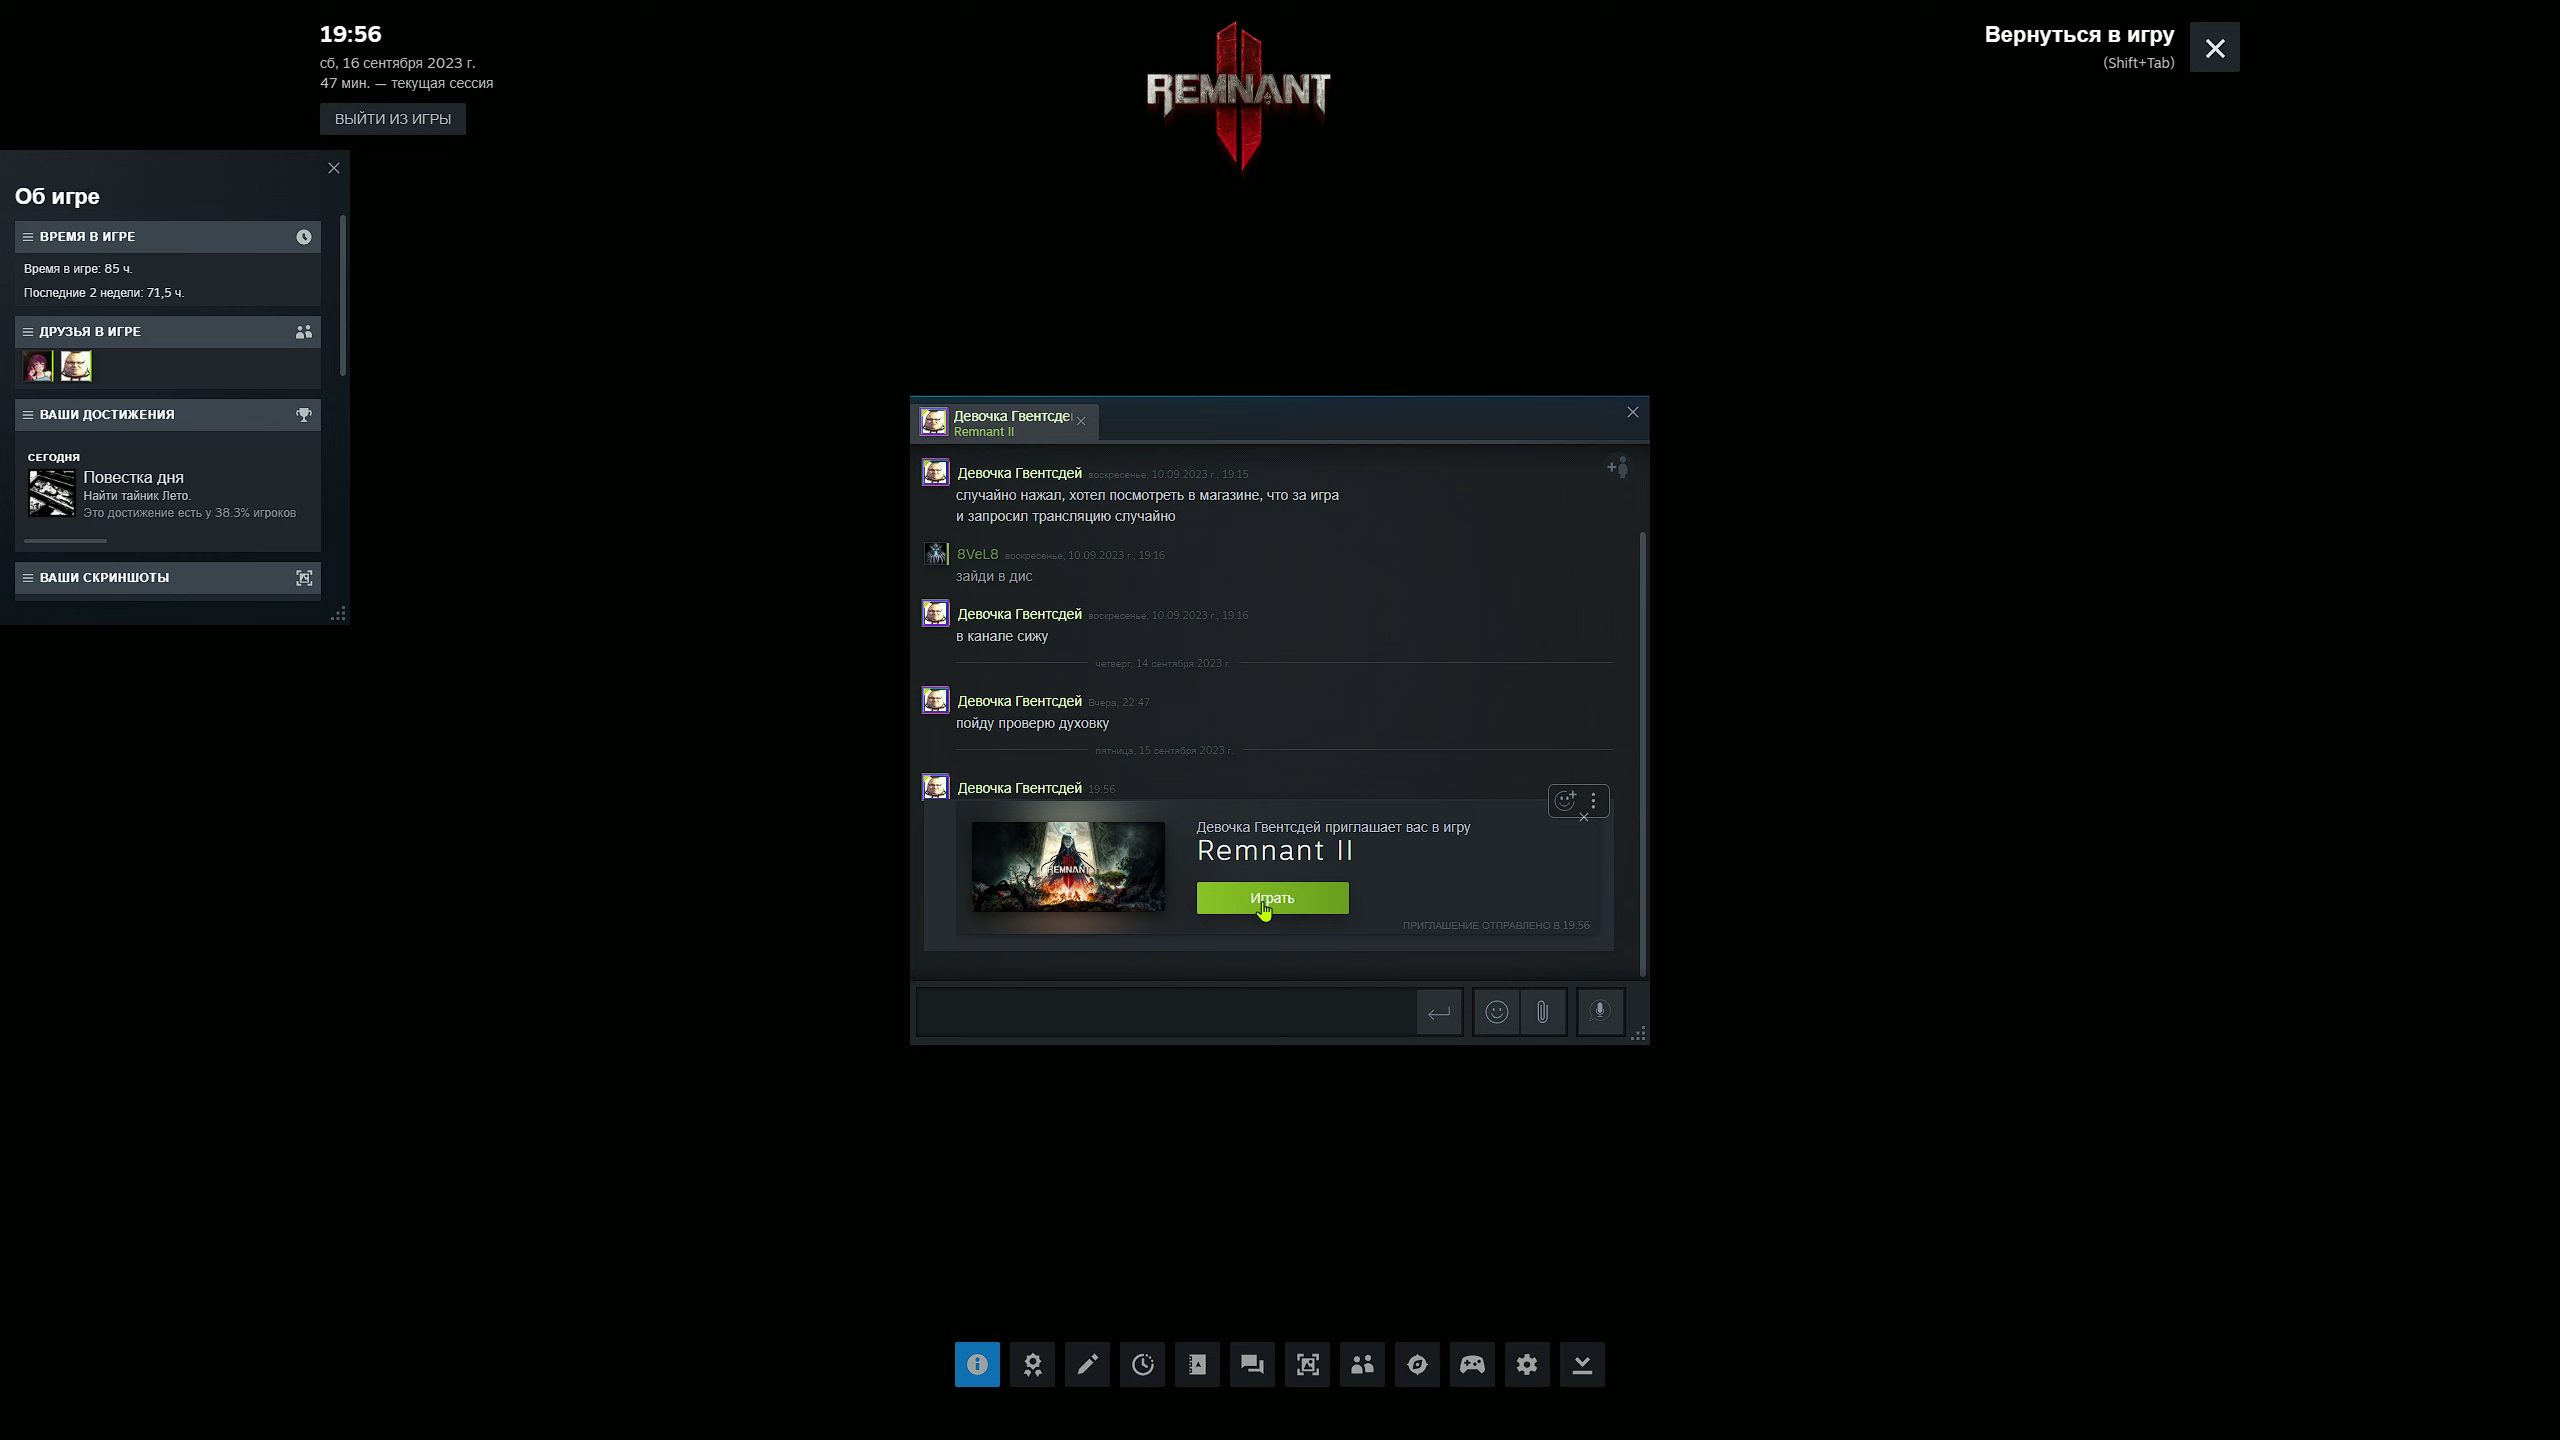 19:56
сб, 16 сентября 2023 г.
47 мин. — текущая сессия
ВЫЙТИ ИЗ ИГРЫ
REMNANT
Вернуться в игру
(Shift+Tab)
Об игре
ВРЕМЯ В ИГРЕ
Время в игре: 85 ч.
Последние 2 недели: 71,5 ч.
ДРУЗЬЯ В ИГРЕ
ВАШИ ДОСТИЖЕНИЯ
СЕГОДНЯ
Повестка дня
Найти тайник Лето.
Это достижение есть у 38.3% игроков
ВАШИ СКРИНШОТЫ
Девочка Гвентсдей
Remnant II
Девочка Гвентсдей воскресенье, 10.09.2023 г., 19:15
случайно нажал, хотел посмотреть в магазине, что за игра
и запросил трансляцию случайно
8VeL8 воскресенье, 10.09.2023 г., 19:16
зайди в дис
Девочка Гвентсдей воскресенье, 10.09.2023 г., 19:16
в канале сижу
четверг, 14 сентября 2023 г.
Девочка Гвентсдей Вчера, 22:47
пойду проверю духовку
пятница, 15 сентября 2023 г.
Девочка Гвентсдей 19:56
REMNANT
Девочка Гвентсдей приглашает вас в игру
Remnant II
Играть
ПРИГЛАШЕНИЕ ОТПРАВЛЕНО В 19:56